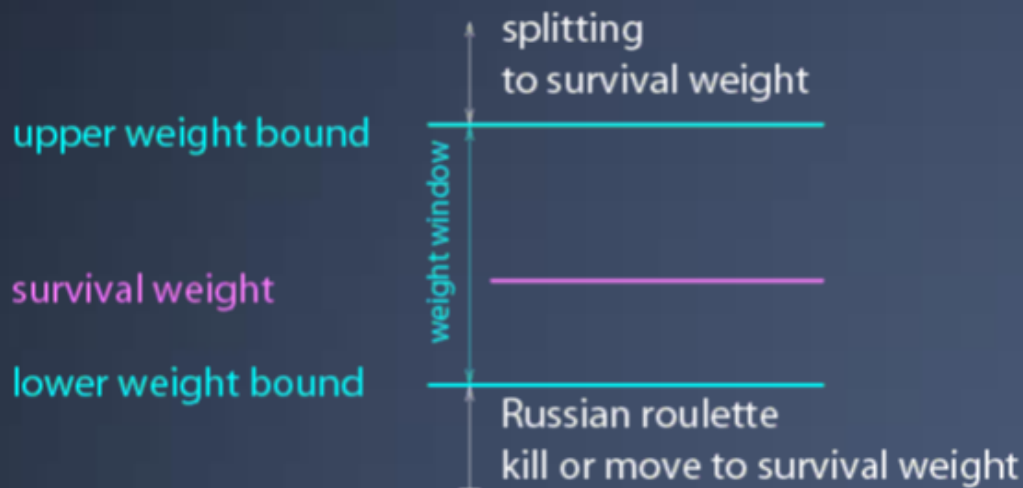 splitting
to survival weight
upper weight bound
weight window
survival weight
lower weight bound
Russian roulette
kill or move to survival weight